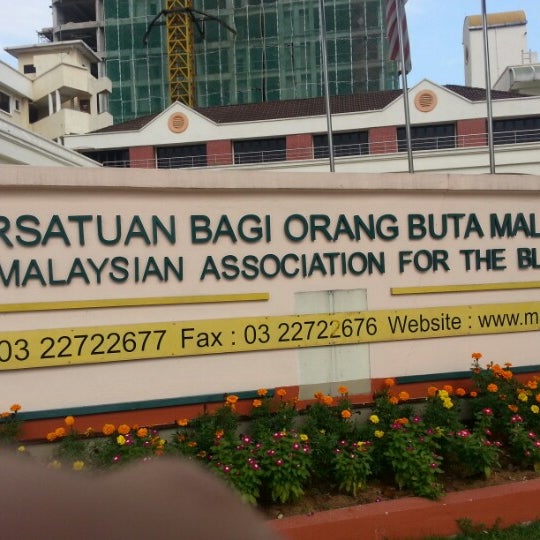 RSATUAN BAGI ORANG BUTA MAL
MALAYSIAN ASSOCIATION FOR THE BL
03 22722677 Fax : 03 22722676 Website : www.m